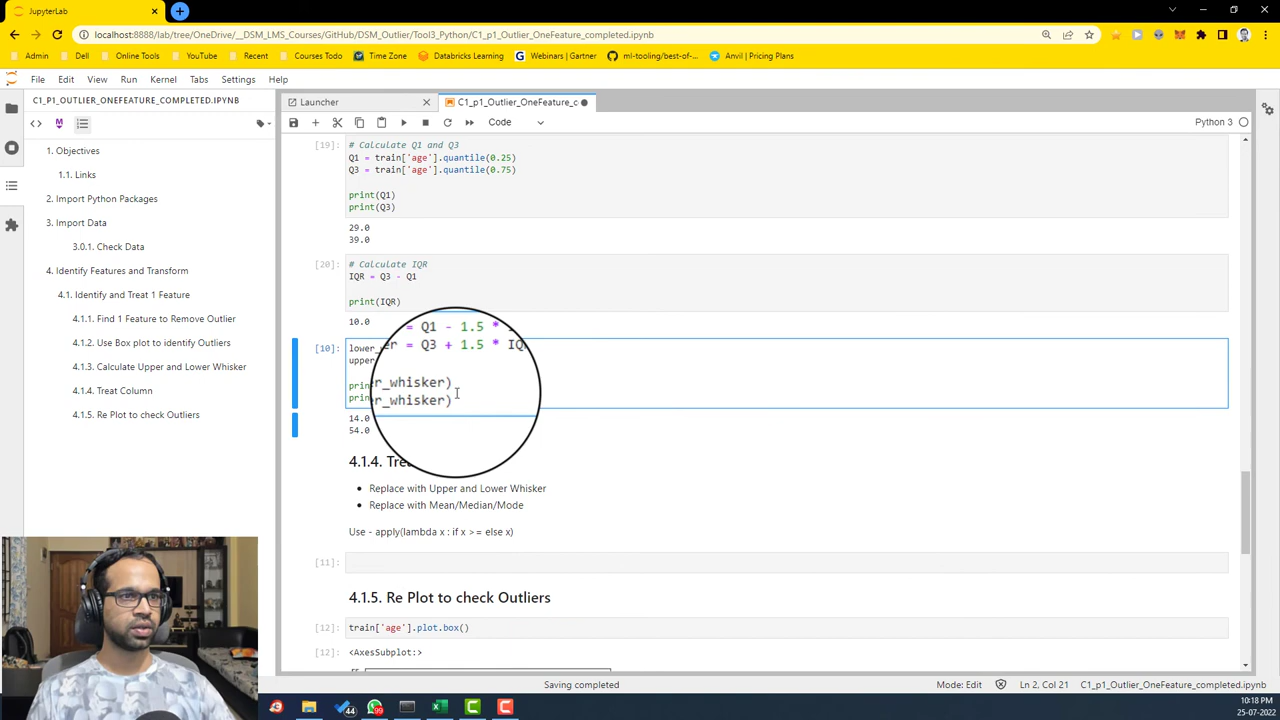 JupyterLab
localhost:8888/lab/tree/OneDrive/__DSM_LMS_Courses/GitHub/DSM_Outlier/Tool3_Python/C1_p1_Outlier_OneFeature_completed.ipynb
Admin Dell Online Tools YouTube Recent Courses Todo Time Zone Databricks Learning Webinars | Gartner ml-tooling/best-of-... Anvil | Pricing Plans
File Edit View Run Kernel Tabs Settings Help
C1_P1_OUTLIER_ONEFEATURE_COMPLETED.IPYNB
Launcher C1_p1_Outlier_OneFeature_c
Code
Python 3
1. Objectives
1.1. Links
2. Import Python Packages
3. Import Data
3.0.1. Check Data
4. Identify Features and Transform
4.1. Identify and Treat 1 Feature
4.1.1. Find 1 Feature to Remove Outlier
4.1.2. Use Box plot to identify Outliers
4.1.3. Calculate Upper and Lower Whisker
4.1.4. Treat Column
4.1.5. Re Plot to check Outliers
[19]: # Calculate Q1 and Q3
Q1 = train['age'].quantile(0.25)
Q3 = train['age'].quantile(0.75)
print(Q1)
print(Q3)
29.0
39.0
[20]: # Calculate IQR
IQR = Q3 - Q1
print(IQR)
10.0
= Q1 - 1.5 *
[10]: lower_
er = Q3 + 1.5 * IQ
upper
prin r_whisker)
prin r_whisker)
14.0
54.0
4.1.4. Tre
Replace with Upper and Lower Whisker
Replace with Mean/Median/Mode
Use - apply(lambda x : if x >= else x)
[11]:
4.1.5. Re Plot to check Outliers
[12]: train['age'].plot.box()
[12]: <AxesSubplot:>
Saving completed
Mode: Edit Ln 2, Col 21 C1_p1_Outlier_OneFeature_completed.ipynb
44 99
10:18 PM
25-07-2022